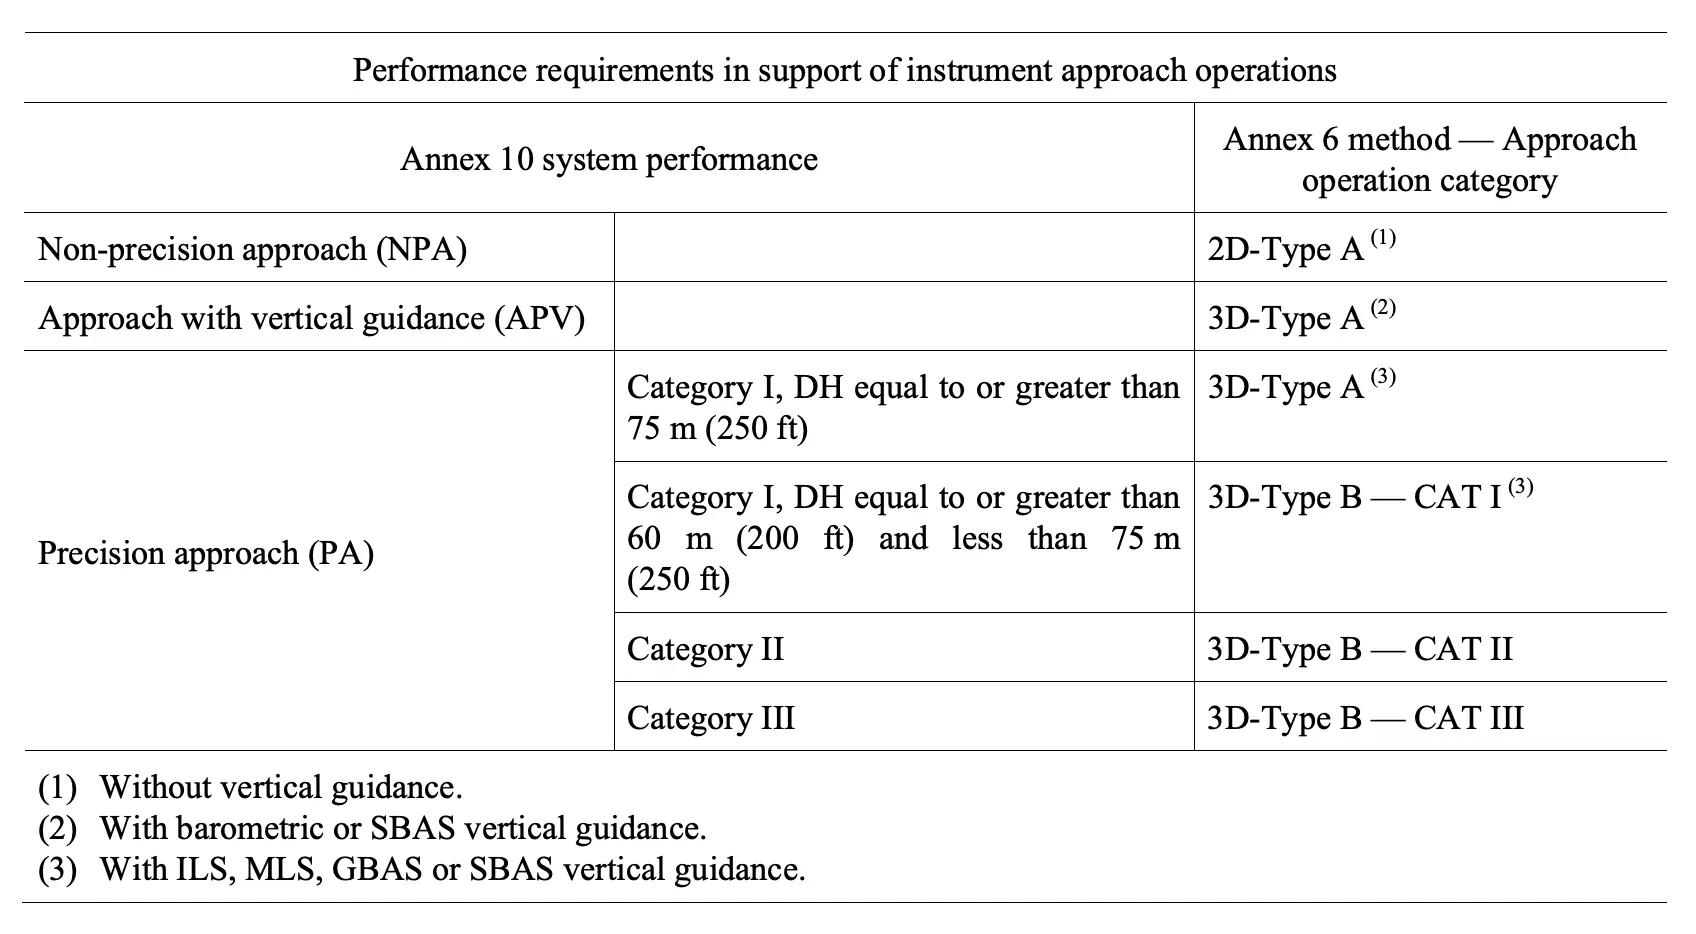 Performance requirements in support of instrument approach operations
Annex 10 system performance
Annex 6 method — Approach
operation category
Non-precision approach (NPA)
2D-Type A (1)
Approach with vertical guidance (APV)
3D-Type A (2)
Precision approach (PA)
Category I, DH equal to or greater than
75 m (250 ft)
3D-Type A (3)
Category I, DH equal to or greater than
60 m (200 ft) and less than 75 m
(250 ft)
3D-Type B — CAT I (3)
Category II
3D-Type B — CAT II
Category III
3D-Type B — CAT III
(1) Without vertical guidance.
(2) With barometric or SBAS vertical guidance.
(3) With ILS, MLS, GBAS or SBAS vertical guidance.